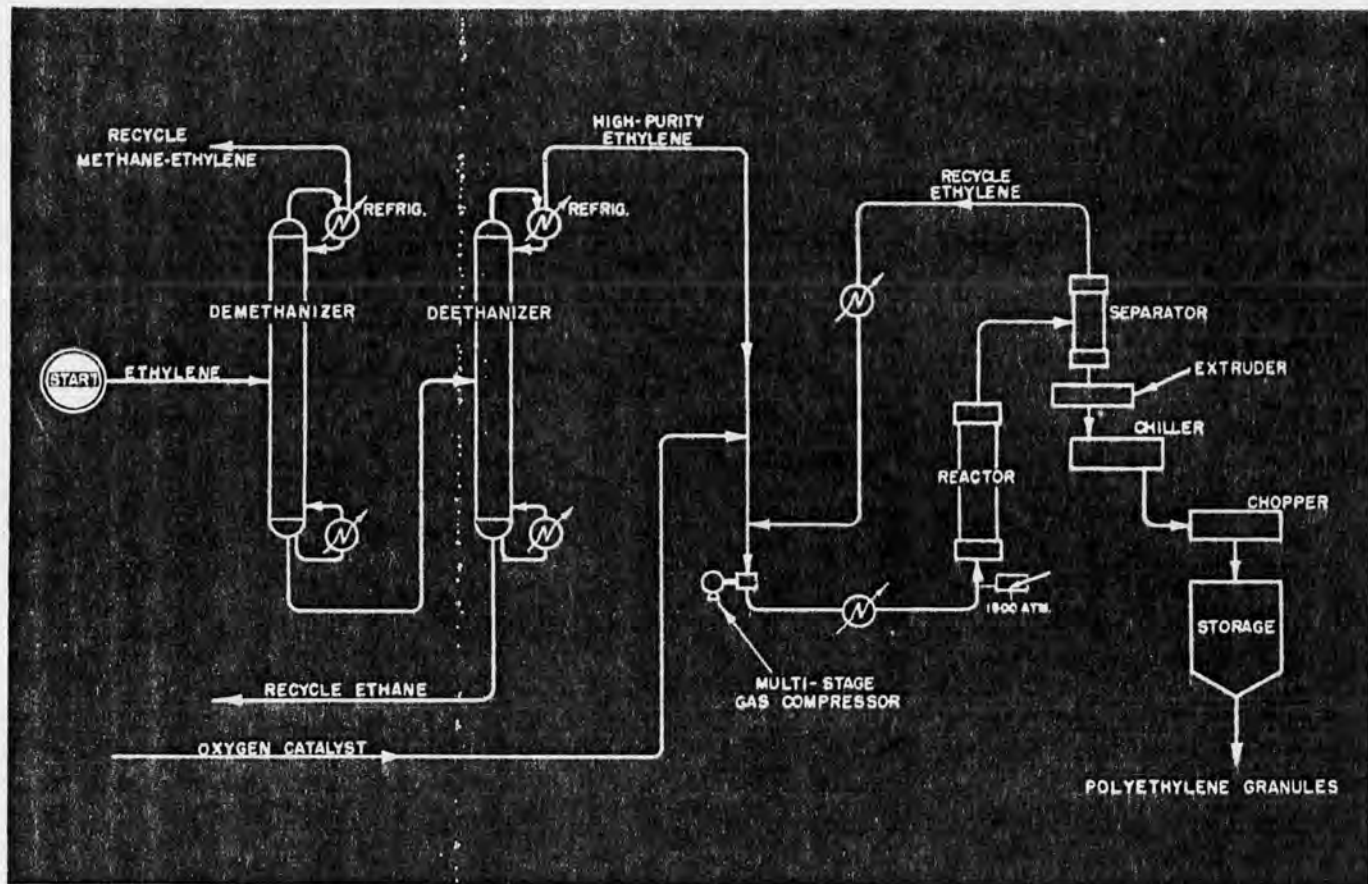 RECYCLE
METHANE-ETHYLENE
HIGH-PURITY
ETHYLENE
RECYCLE
ETHYLENE
REFRIG.
REFRIG.
DEMETHANIZER
DEETHANIZER
SEPARATOR
START
ETHYLENE
EXTRUDER
CHILLER
REACTOR
CHOPPER
1500 ATM.
STORAGE
RECYCLE ETHANE
MULTI-STAGE
GAS COMPRESSOR
OXYGEN CATALYST
POLYETHYLENE GRANULES